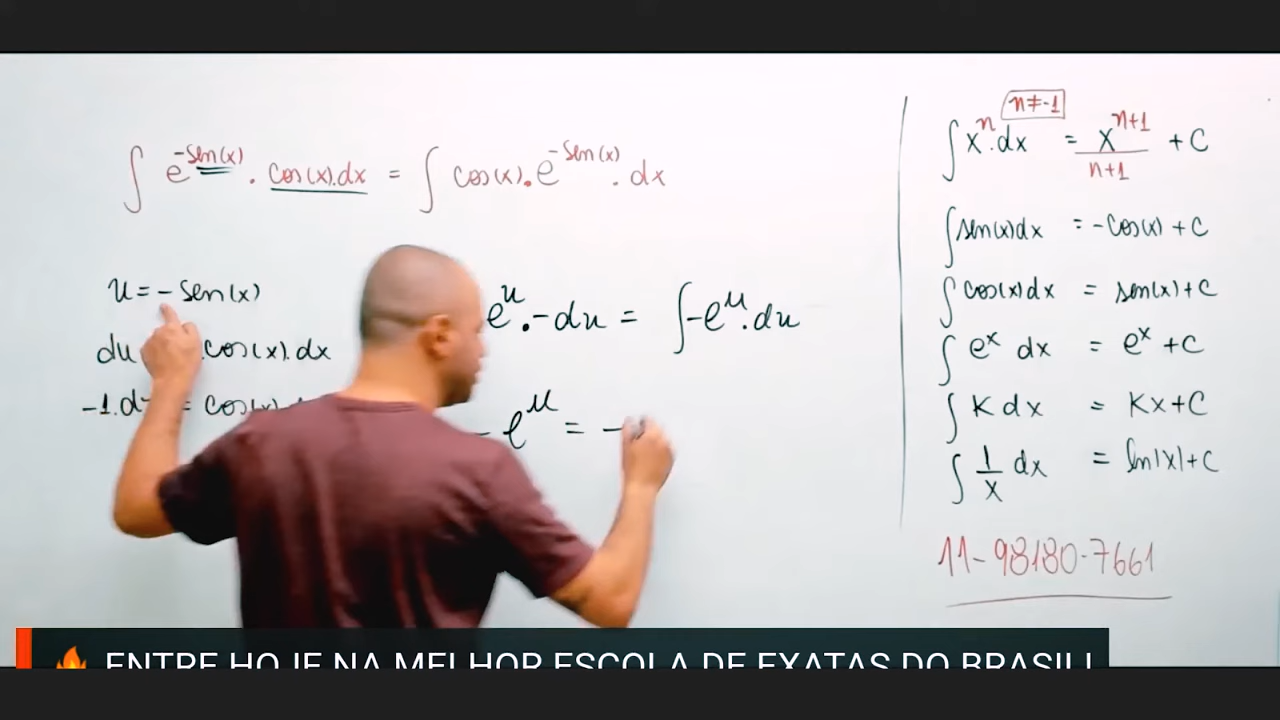 ∫ e^-sen(x) . cos(x).dx = ∫ cos(x).e^-sen(x) . dx
u = - sen(x)
du cos(x).dx
-1.d = cos(x)
e^u . -du = ∫-e^u.du
- e^u = -
n≠-1
∫x^n.dx = x^n+1/n+1 + C
∫sen(x)dx = -cos(x) + C
∫cos(x)dx = sen(x)+C
∫ e^x dx = e^x + C
∫ K dx = Kx+C
∫ 1/x dx = ln|x|+C
11-98180-7661
🔥 ENTRE HOJE NA MELHOR ESCOLA DE EXATAS DO BRASIL!